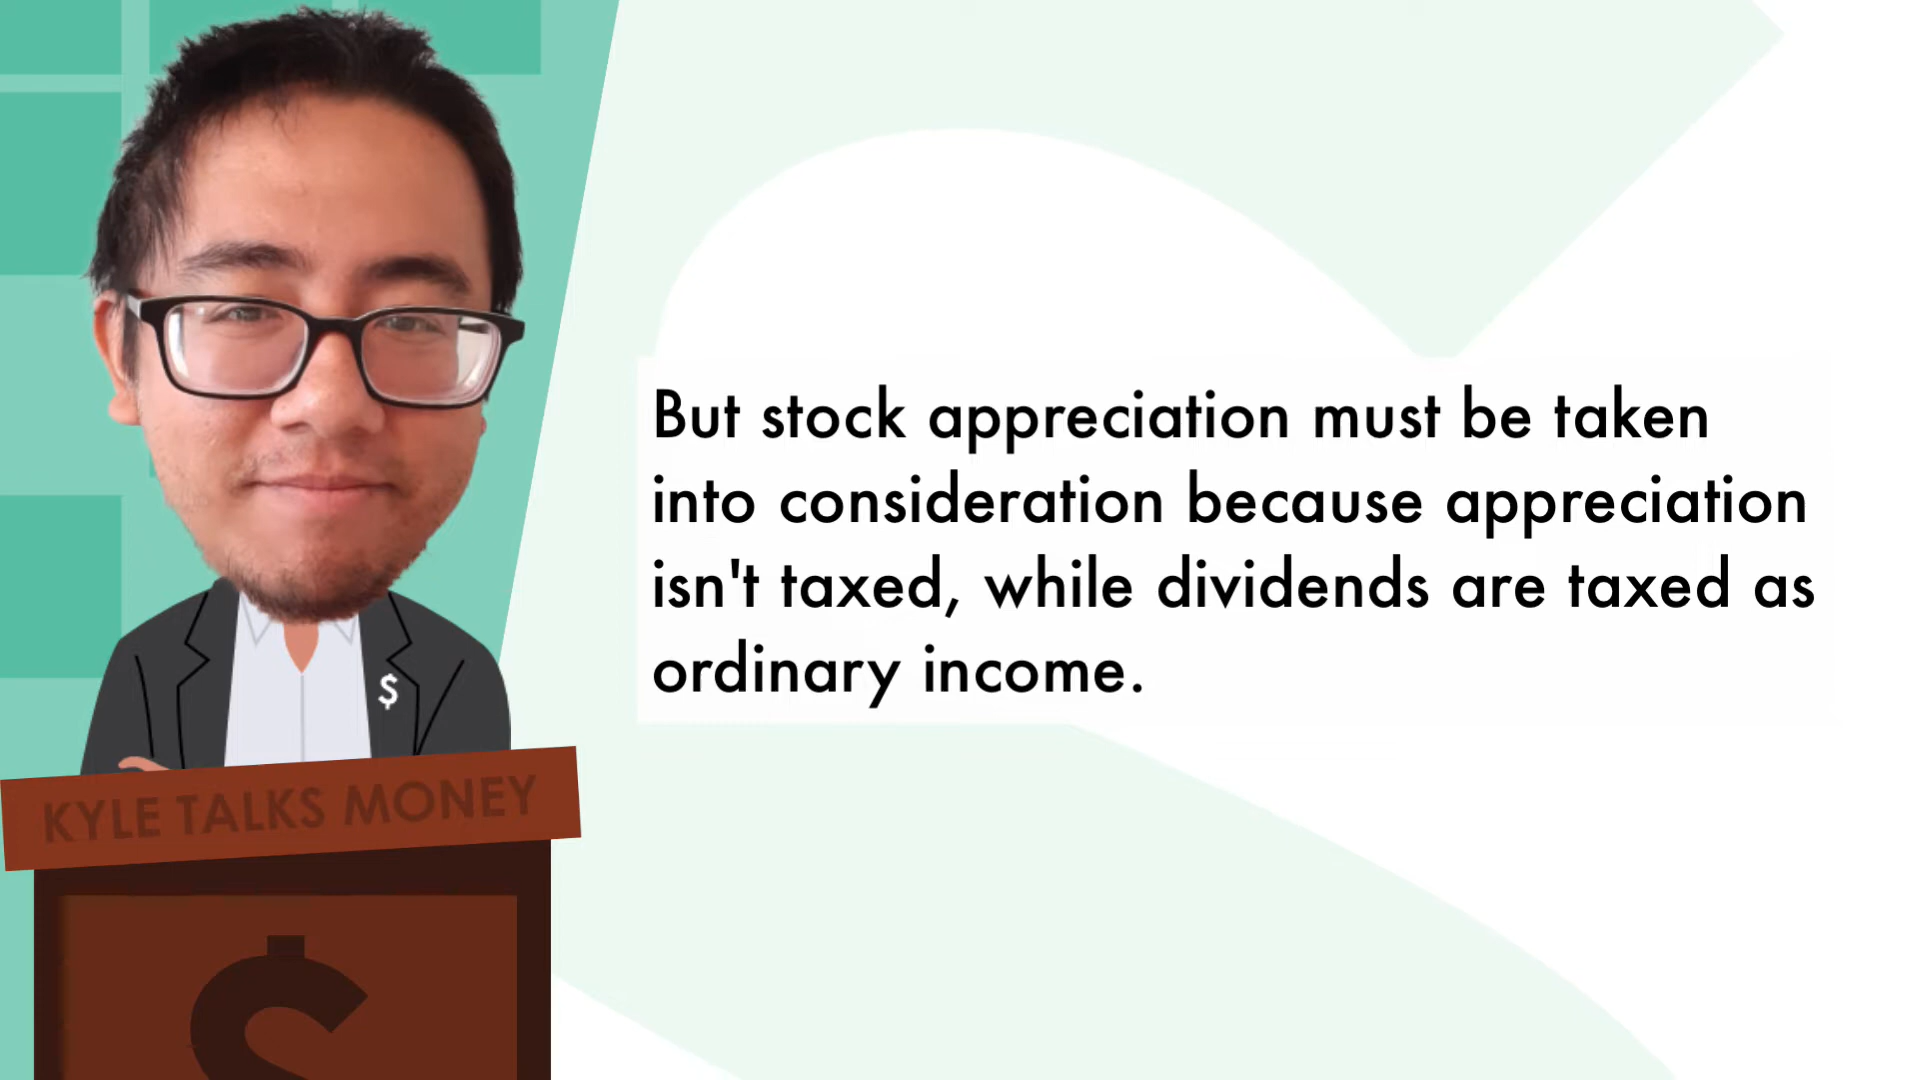 But stock appreciation must be taken
into consideration because appreciation
isn't taxed, while dividends are taxed as
ordinary income.
$
KYLE TALKS MONEY
$